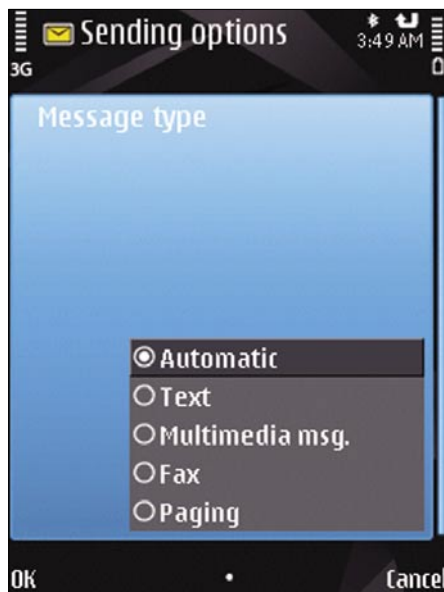 Sending options
3:49 AM
3G
Message type
Automatic
Text
Multimedia msg.
Fax
Paging
OK
Cancel